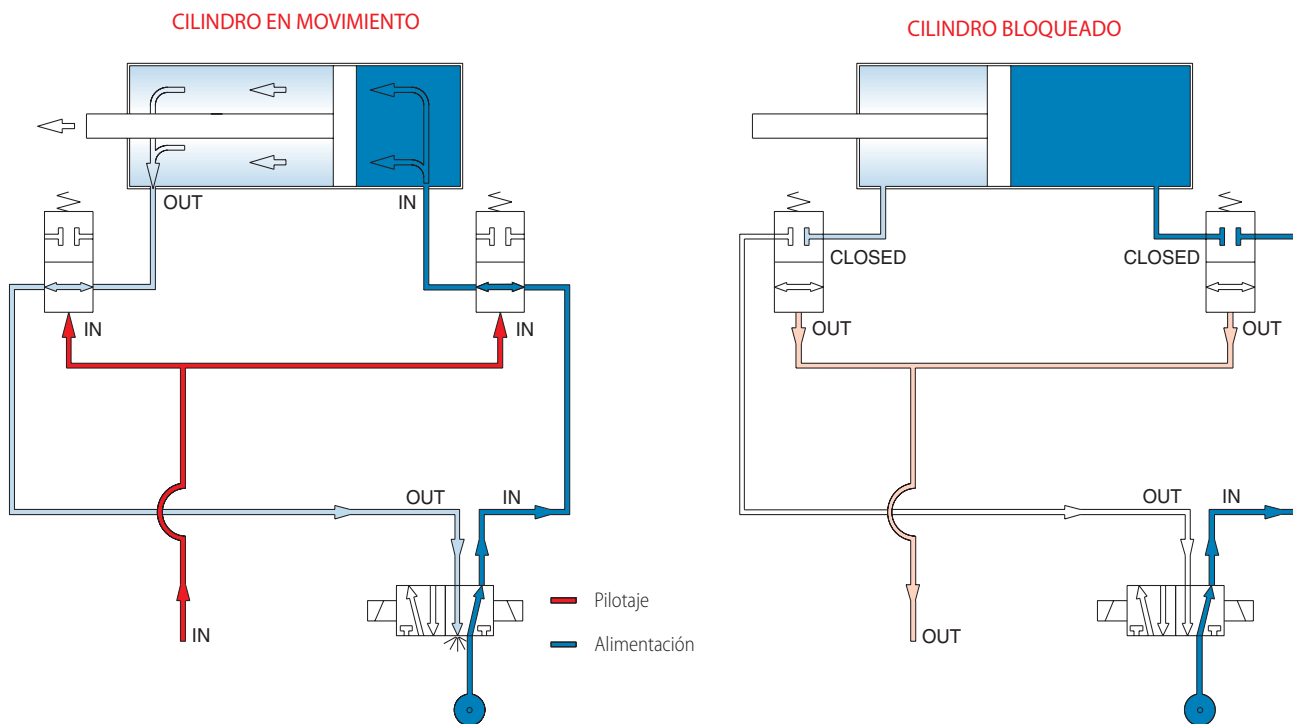 CILINDRO EN MOVIMIENTO
OUT
IN
IN
IN
OUT
IN
IN
Pilotaje
Alimentación
CILINDRO BLOQUEADO
CLOSED
CLOSED
OUT
OUT
OUT
IN
OUT